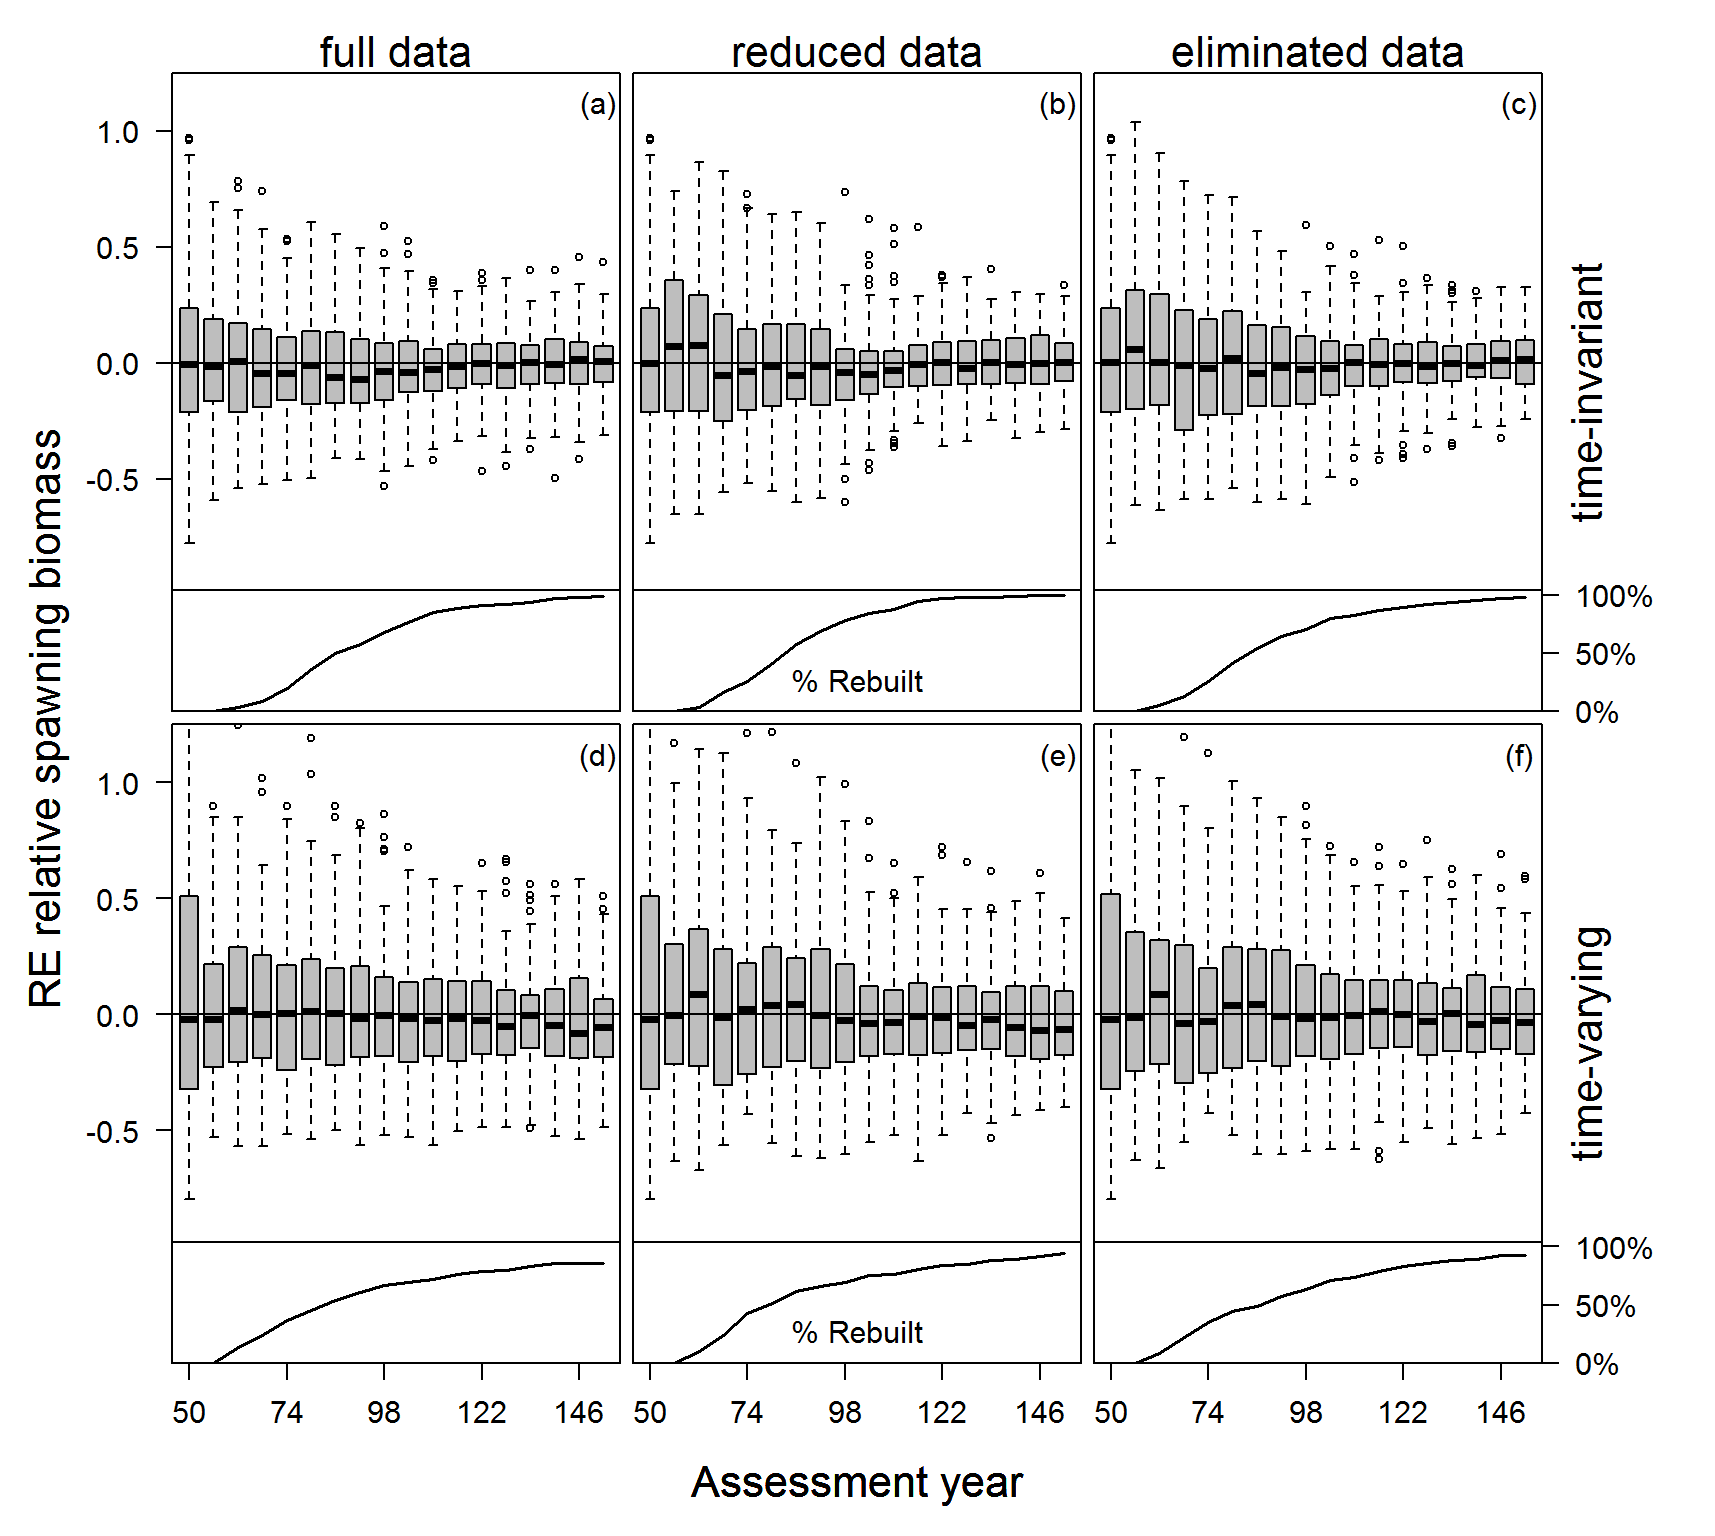 full data reduced data eliminated data
(a) (b) (c)
1.0
0.5
0.0
-0.5
time-invariant
100%
50%
0%
% Rebuilt
RE relative spawning biomass
(d) (e) (f)
1.0
0.5
0.0
-0.5
time-varying
100%
50%
0%
% Rebuilt
50 74 98 122 146 50 74 98 122 146 50 74 98 122 146
Assessment year